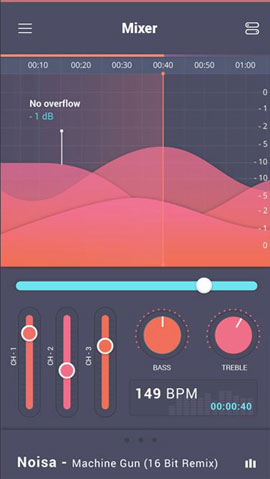 Mixer
00:10 00:20 00:30 00:40 00:50 01:00
No overflow
- 1 dB
0
- 1
- 2
- 5
- 10
- 10
- 5
- 2
- 1
0
CH - 1
CH - 2
CH - 3
BASS
TREBLE
149 BPM
00:00:40
Noisa - Machine Gun (16 Bit Remix)